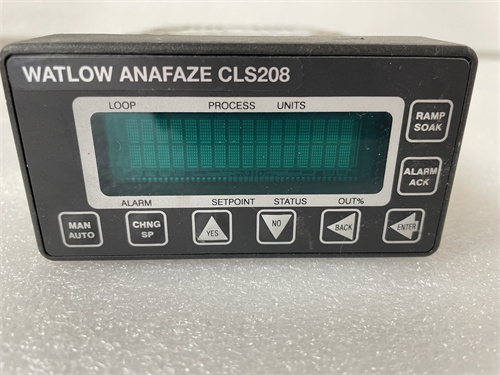 WATLOW ANAFAZE CLS208
LOOP PROCESS UNITS
RAMP
SOAK
ALARM
ACK
ALARM SETPOINT STATUS OUT%
MAN
AUTO
CHNG
SP
YES
NO
BACK
ENTER